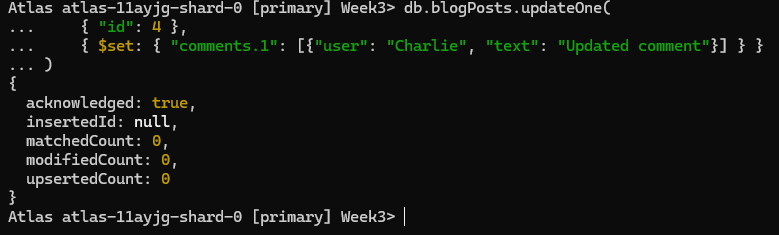 Atlas atlas-11ayjg-shard-0 [primary] Week3> db.blogPosts.updateOne(
...     { "id": 4 },
...     { $set: { "comments.1": [{"user": "Charlie", "text": "Updated comment"}] } }
... )
{
  acknowledged: true,
  insertedId: null,
  matchedCount: 0,
  modifiedCount: 0,
  upsertedCount: 0
}
Atlas atlas-11ayjg-shard-0 [primary] Week3>